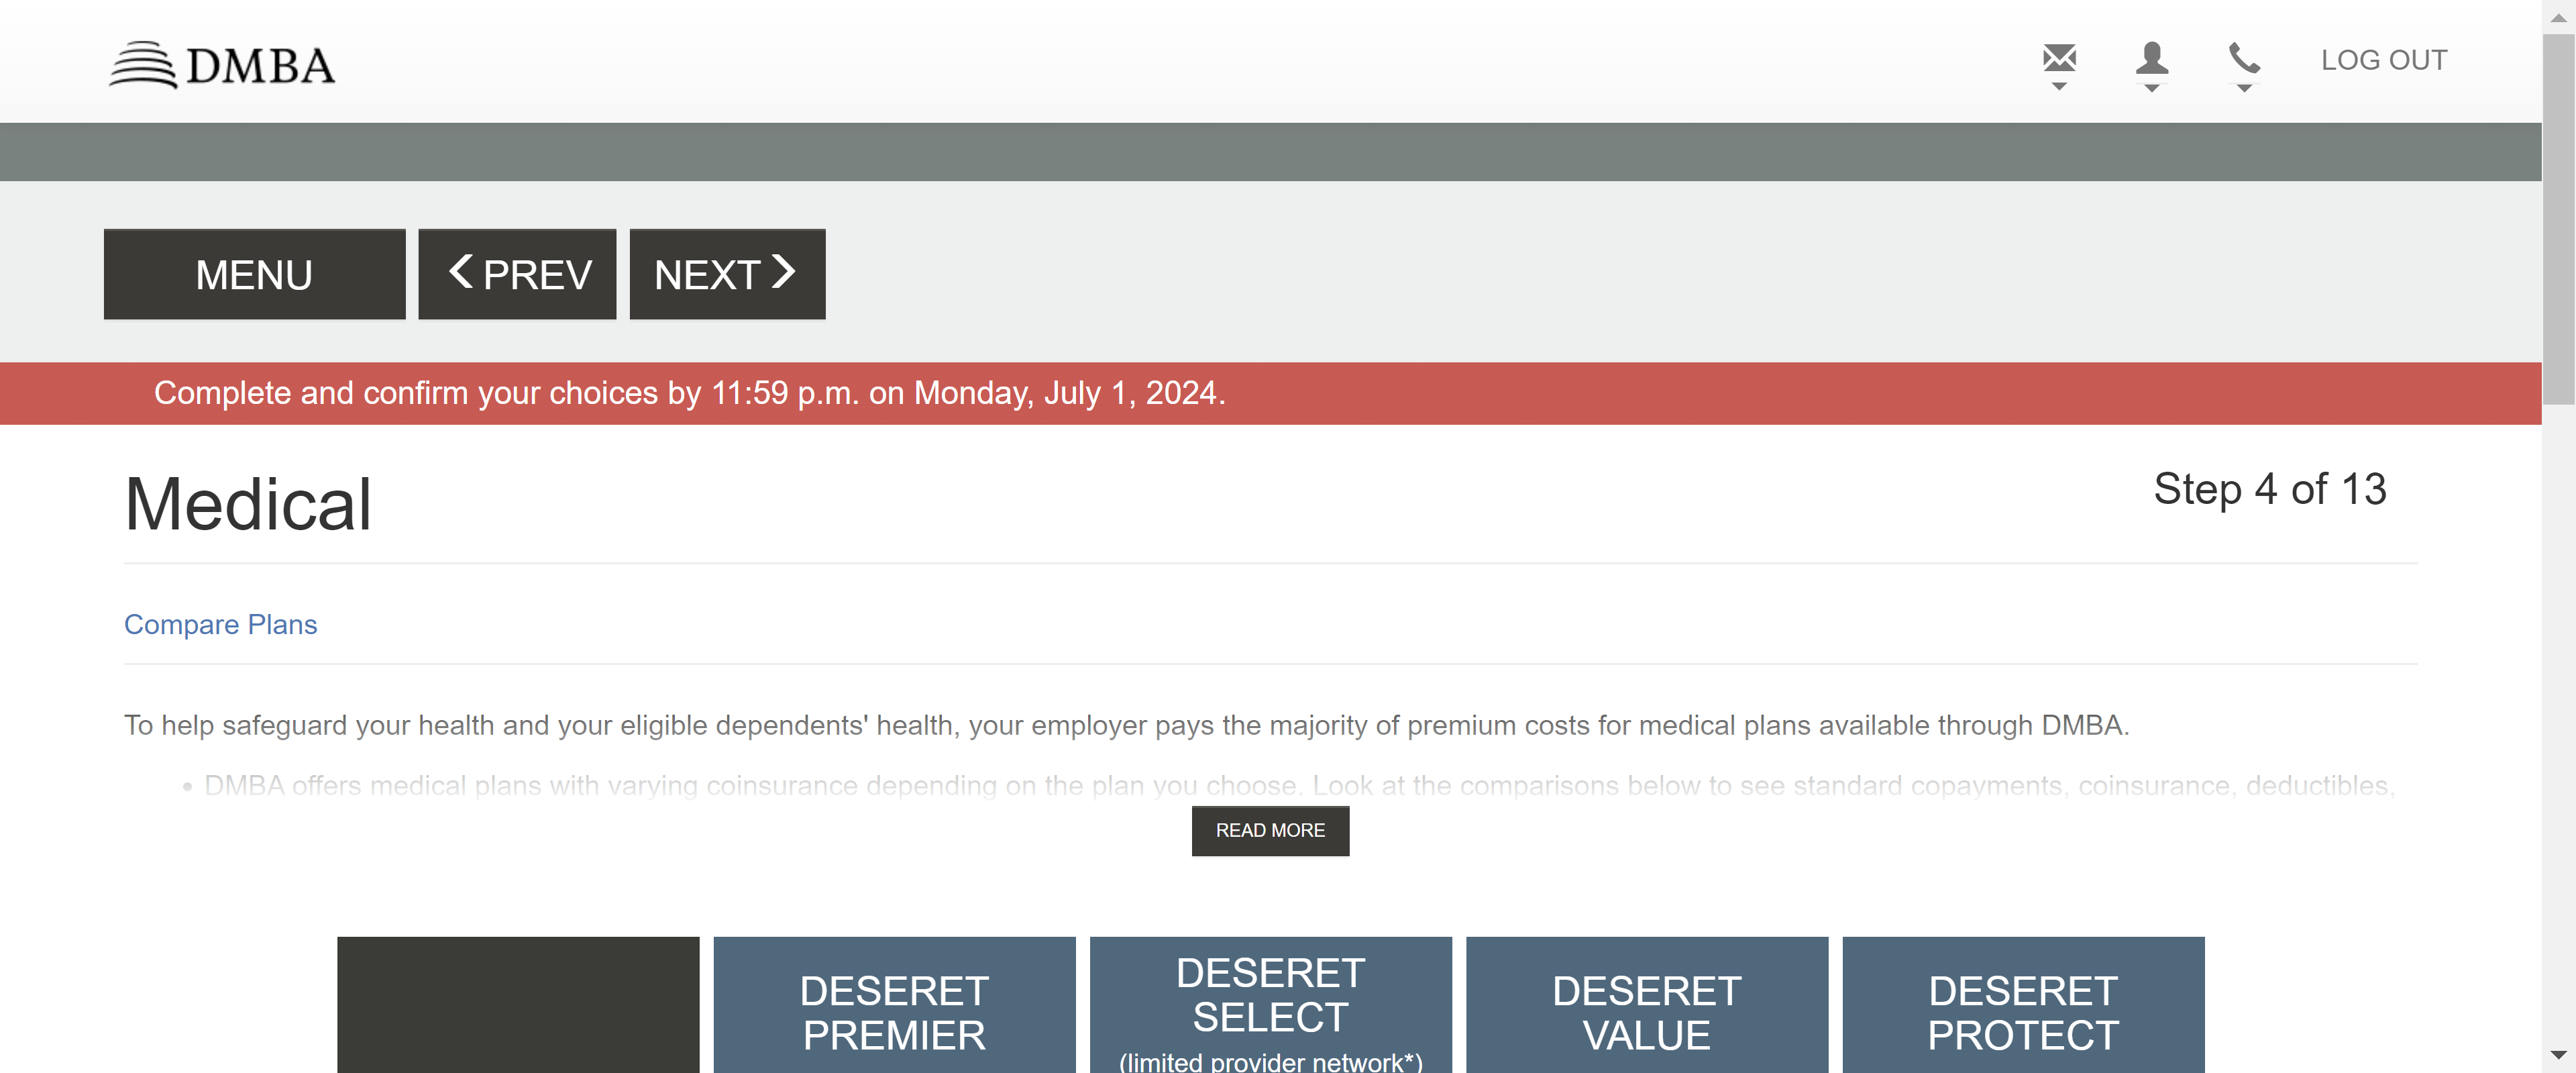 DMBA
LOG OUT
MENU
PREV
NEXT
Complete and confirm your choices by 11:59 p.m. on Monday, July 1, 2024.
Medical
Step 4 of 13
Compare Plans
To help safeguard your health and your eligible dependents' health, your employer pays the majority of premium costs for medical plans available through DMBA.
• DMBA offers medical plans with varying coinsurance depending on the plan you choose. Look at the comparisons below to see standard copayments, coinsurance, deductibles,
READ MORE
DESERET
PREMIER
DESERET
SELECT
(limited provider network*)
DESERET
VALUE
DESERET
PROTECT